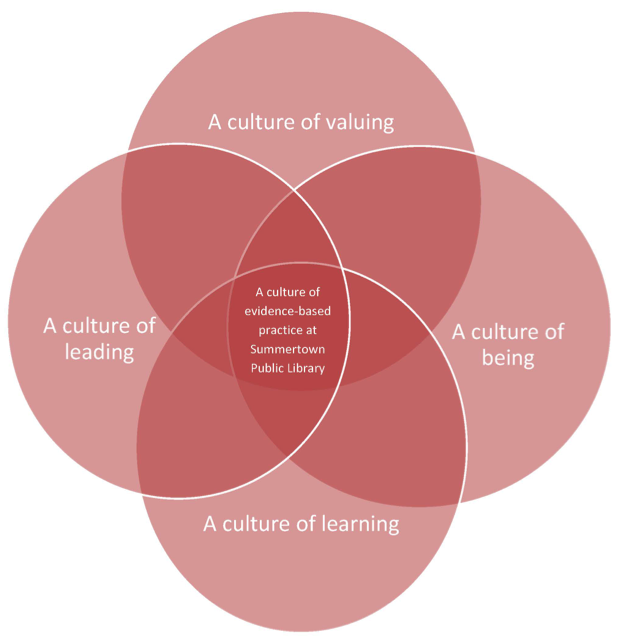 A culture of valuing
A culture of
leading
A culture of
evidence-based
practice at
Summertown
Public Library
A culture of
being
A culture of learning